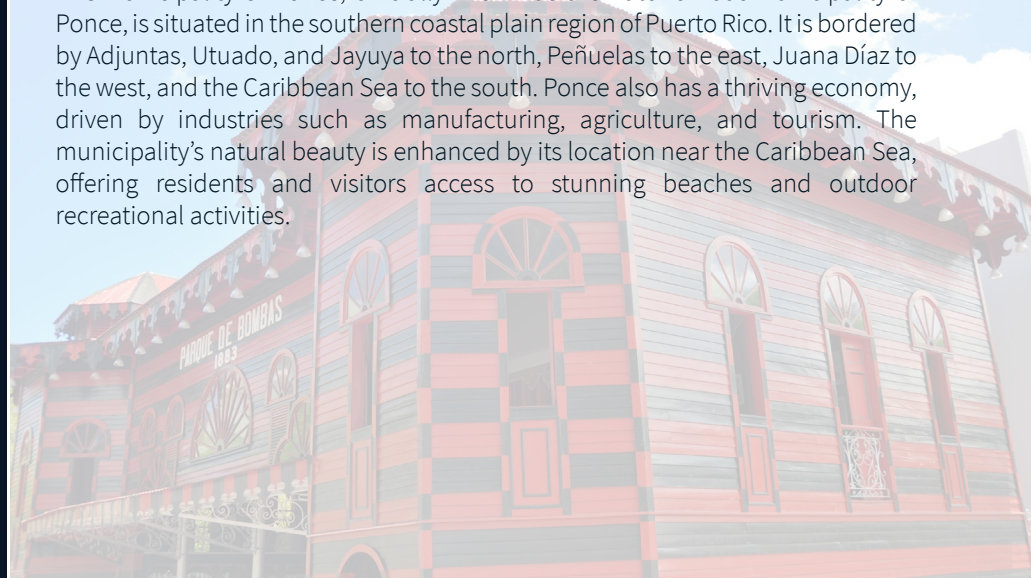 Ponce, is situated in the southern coastal plain region of Puerto Rico. It is bordered
by Adjuntas, Utuado, and Jayuya to the north, Peñuelas to the east, Juana Díaz to
the west, and the Caribbean Sea to the south. Ponce also has a thriving economy,
driven by industries such as manufacturing, agriculture, and tourism. The
municipality’s natural beauty is enhanced by its location near the Caribbean Sea,
offering residents and visitors access to stunning beaches and outdoor
recreational activities.
PARQUE DE BOMBAS
1883